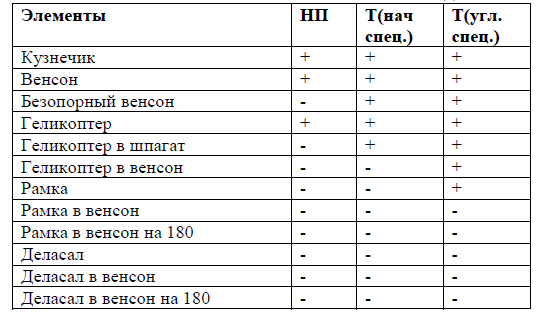 Элементы НП Т(нач спец.) Т(угл. спец.)
Кузнечик + + +
Венсон + + +
Безопорный венсон - + +
Геликоптер + + +
Геликоптер в шпагат - + +
Геликоптер в венсон - - +
Рамка - - +
Рамка в венсон - - -
Рамка в венсон на 180 - - -
Деласал - - -
Деласал в венсон - - -
Деласал в венсон на 180 - - -